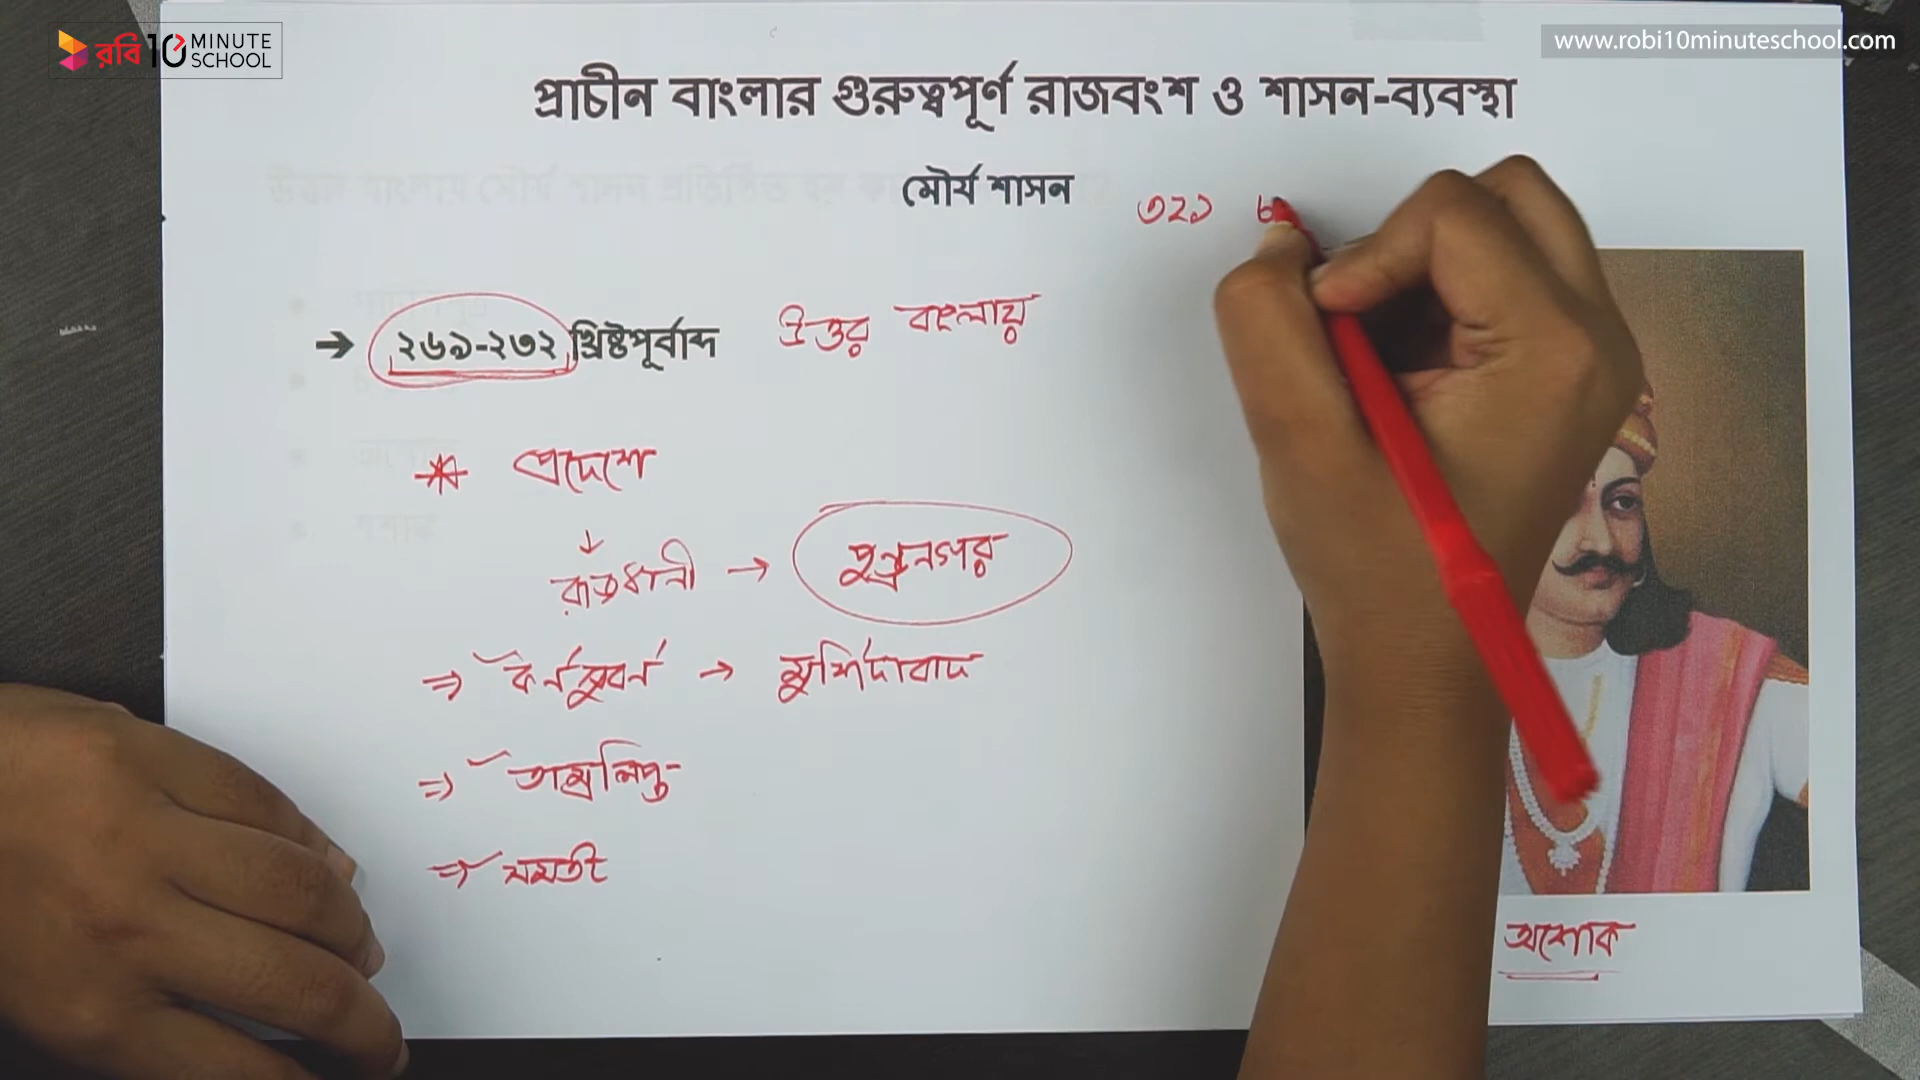 রবি 10 MINUTE SCHOOL
www.robi10minuteschool.com
প্রাচীন বাংলার গুরুত্বপূর্ণ রাজবংশ ও শাসন-ব্যবস্থা
মৌর্য শাসন ৩২১
→ ২৬৯-২৩২ খ্রিষ্টপূর্বাব্দ উত্তর বাংলায়
প্রদেশে
রাজধানী → পুন্ড্রনগর
⇒ কর্ণসুবর্ণ → মুর্শিদাবাদ
⇒ তাম্রলিপ্ত
⇒ সমতট
অশোক